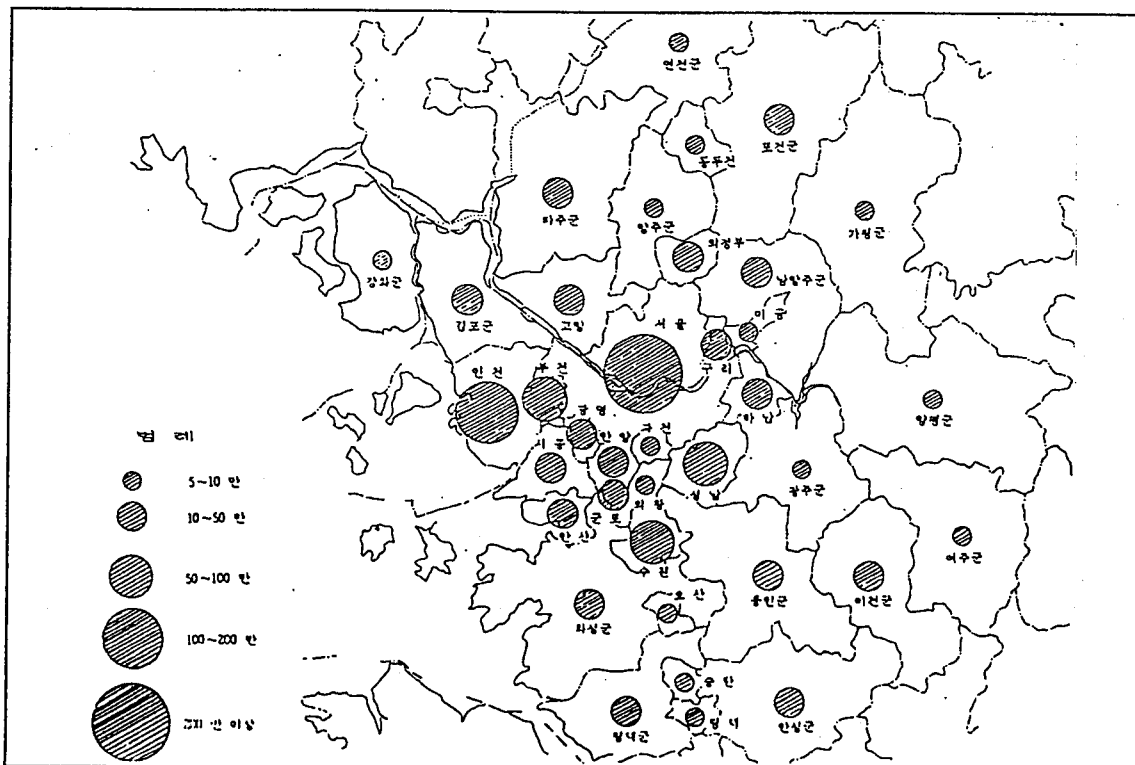 연천군
포천군
동두천
파주군
양주군
가평군
의정부
남양주군
강화군
김포군
고양
미금
서울
구리
인천
부천
하남
양평군
광명
안양
과천
시흥
범례
성남
광주군
5~10 만
의왕
군포
10~50 만
안산
여주군
수원
50~100 만
오산
용인군
이천군
화성군
100~200 만
송탄
만 이상
평택군
평택
안성군